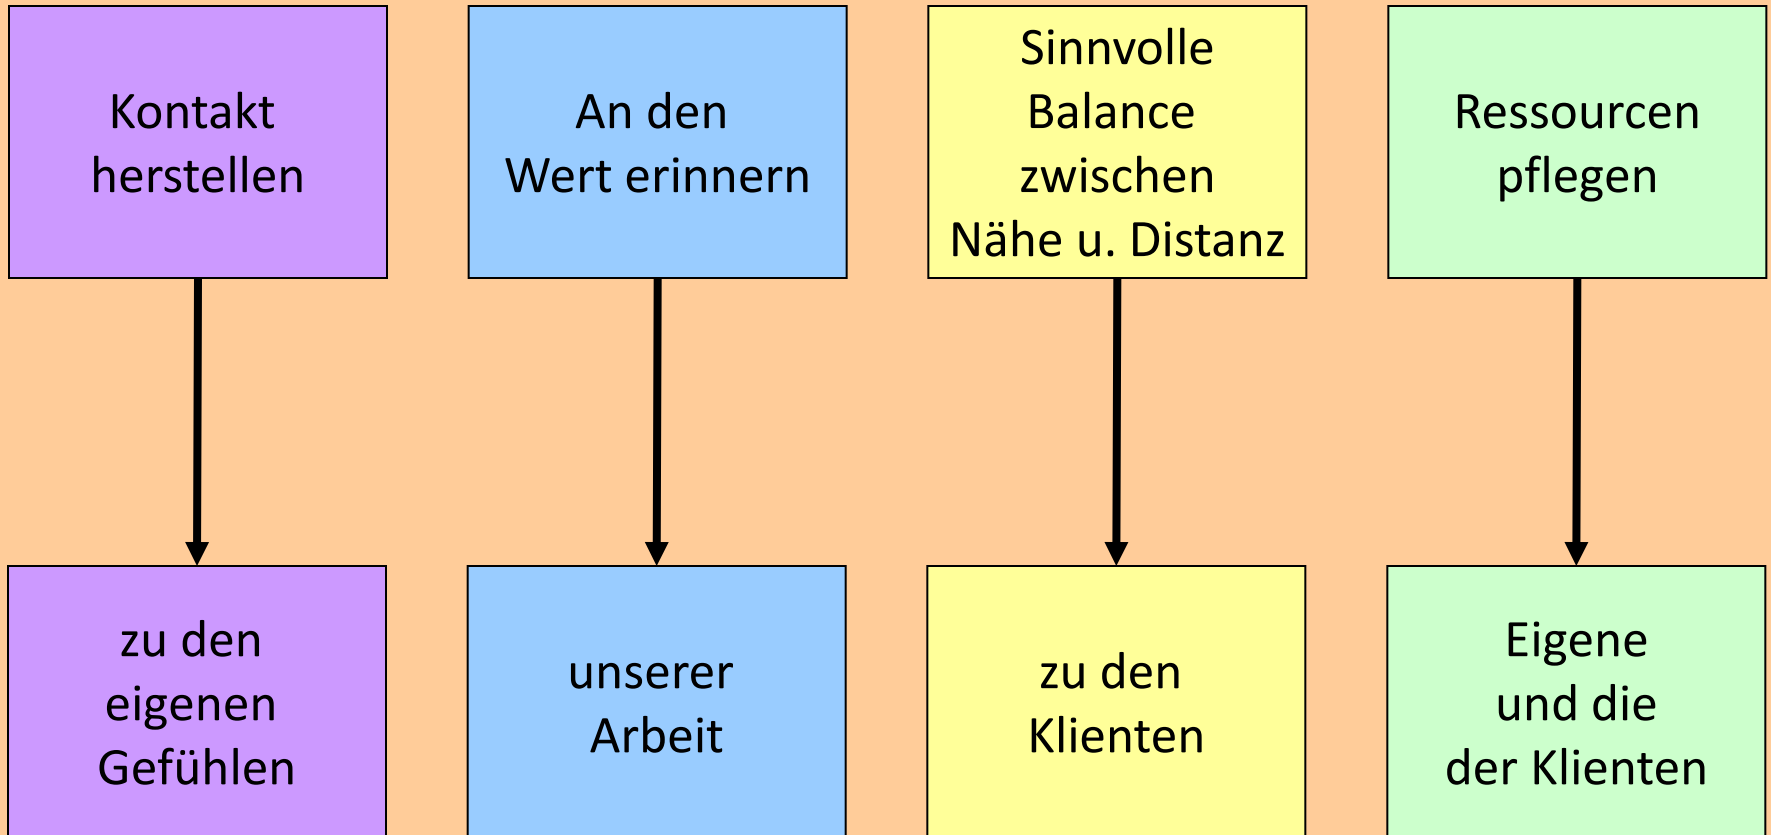 Kontakt
herstellen
An den
Wert erinnern
Sinnvolle
Balance
zwischen
Nähe u. Distanz
Ressourcen
pflegen
zu den
eigenen
Gefühlen
unserer
Arbeit
zu den
Klienten
Eigene
und die
der Klienten